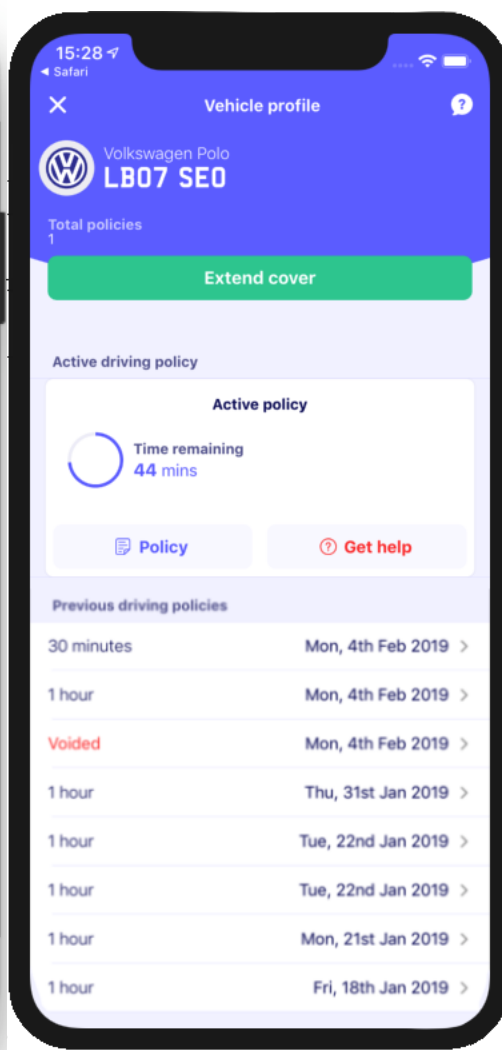 15:28
◀ Safari
Vehicle profile
?
Volkswagen Polo
LB07 SEO
Total policies
1
Extend cover
Active driving policy
Active policy
Time remaining
44 mins
Policy
? Get help
Previous driving policies
30 minutes Mon, 4th Feb 2019 >
1 hour Mon, 4th Feb 2019 >
Voided Mon, 4th Feb 2019 >
1 hour Thu, 31st Jan 2019 >
1 hour Tue, 22nd Jan 2019 >
1 hour Tue, 22nd Jan 2019 >
1 hour Mon, 21st Jan 2019 >
1 hour Fri, 18th Jan 2019 >